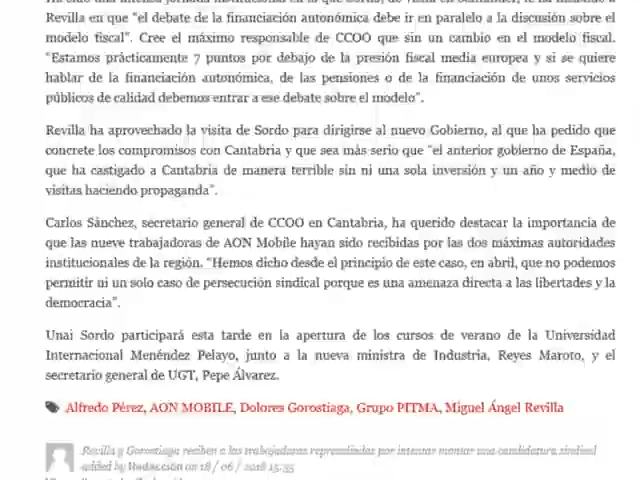 Revilla en que "el debate de la financiación autonómica debe ir en paralelo a la discusión sobre el
modelo fiscal". Cree el máximo responsable de CCOO que sin un cambio en el modelo fiscal.
"Estamos prácticamente 7 puntos por debajo de la presión fiscal media europea y si se quiere
hablar de la financiación autonómica, de las pensiones o de la financiación de unos servicios
públicos de calidad debemos entrar a ese debate sobre el modelo".
Revilla ha aprovechado la visita de Sordo para dirigirse al nuevo Gobierno, al que ha pedido que
concrete los compromisos con Cantabria y que sea más serio que "el anterior gobierno de España,
que ha castigado a Cantabria de manera terrible sin ni una sola inversión y un año y medio de
visitas haciendo propaganda".
Carlos Sánchez, secretario general de CCOO en Cantabria, ha querido destacar la importancia de
que las nueve trabajadoras de AON Mobile hayan sido recibidas por las dos máximas autoridades
institucionales de la región. "Hemos dicho desde el principio de este caso, en abril, que no podemos
permitir ni un solo caso de persecución sindical porque es una amenaza directa a las libertades y la
democracia".
Unai Sordo participará esta tarde en la apertura de los cursos de verano de la Universidad
Internacional Menéndez Pelayo, junto a la nueva ministra de Industria, Reyes Maroto, y el
secretario general de UGT, Pepe Álvarez.
Alfredo Pérez, AON MOBILE, Dolores Gorostiaga, Grupo PITMA, Miguel Ángel Revilla
Revilla y Gorostiaga reciben a las trabajadoras represaliadas por intentar montar una candidatura sindical
added by Redacción on 18 / 06 / 2018 15:35